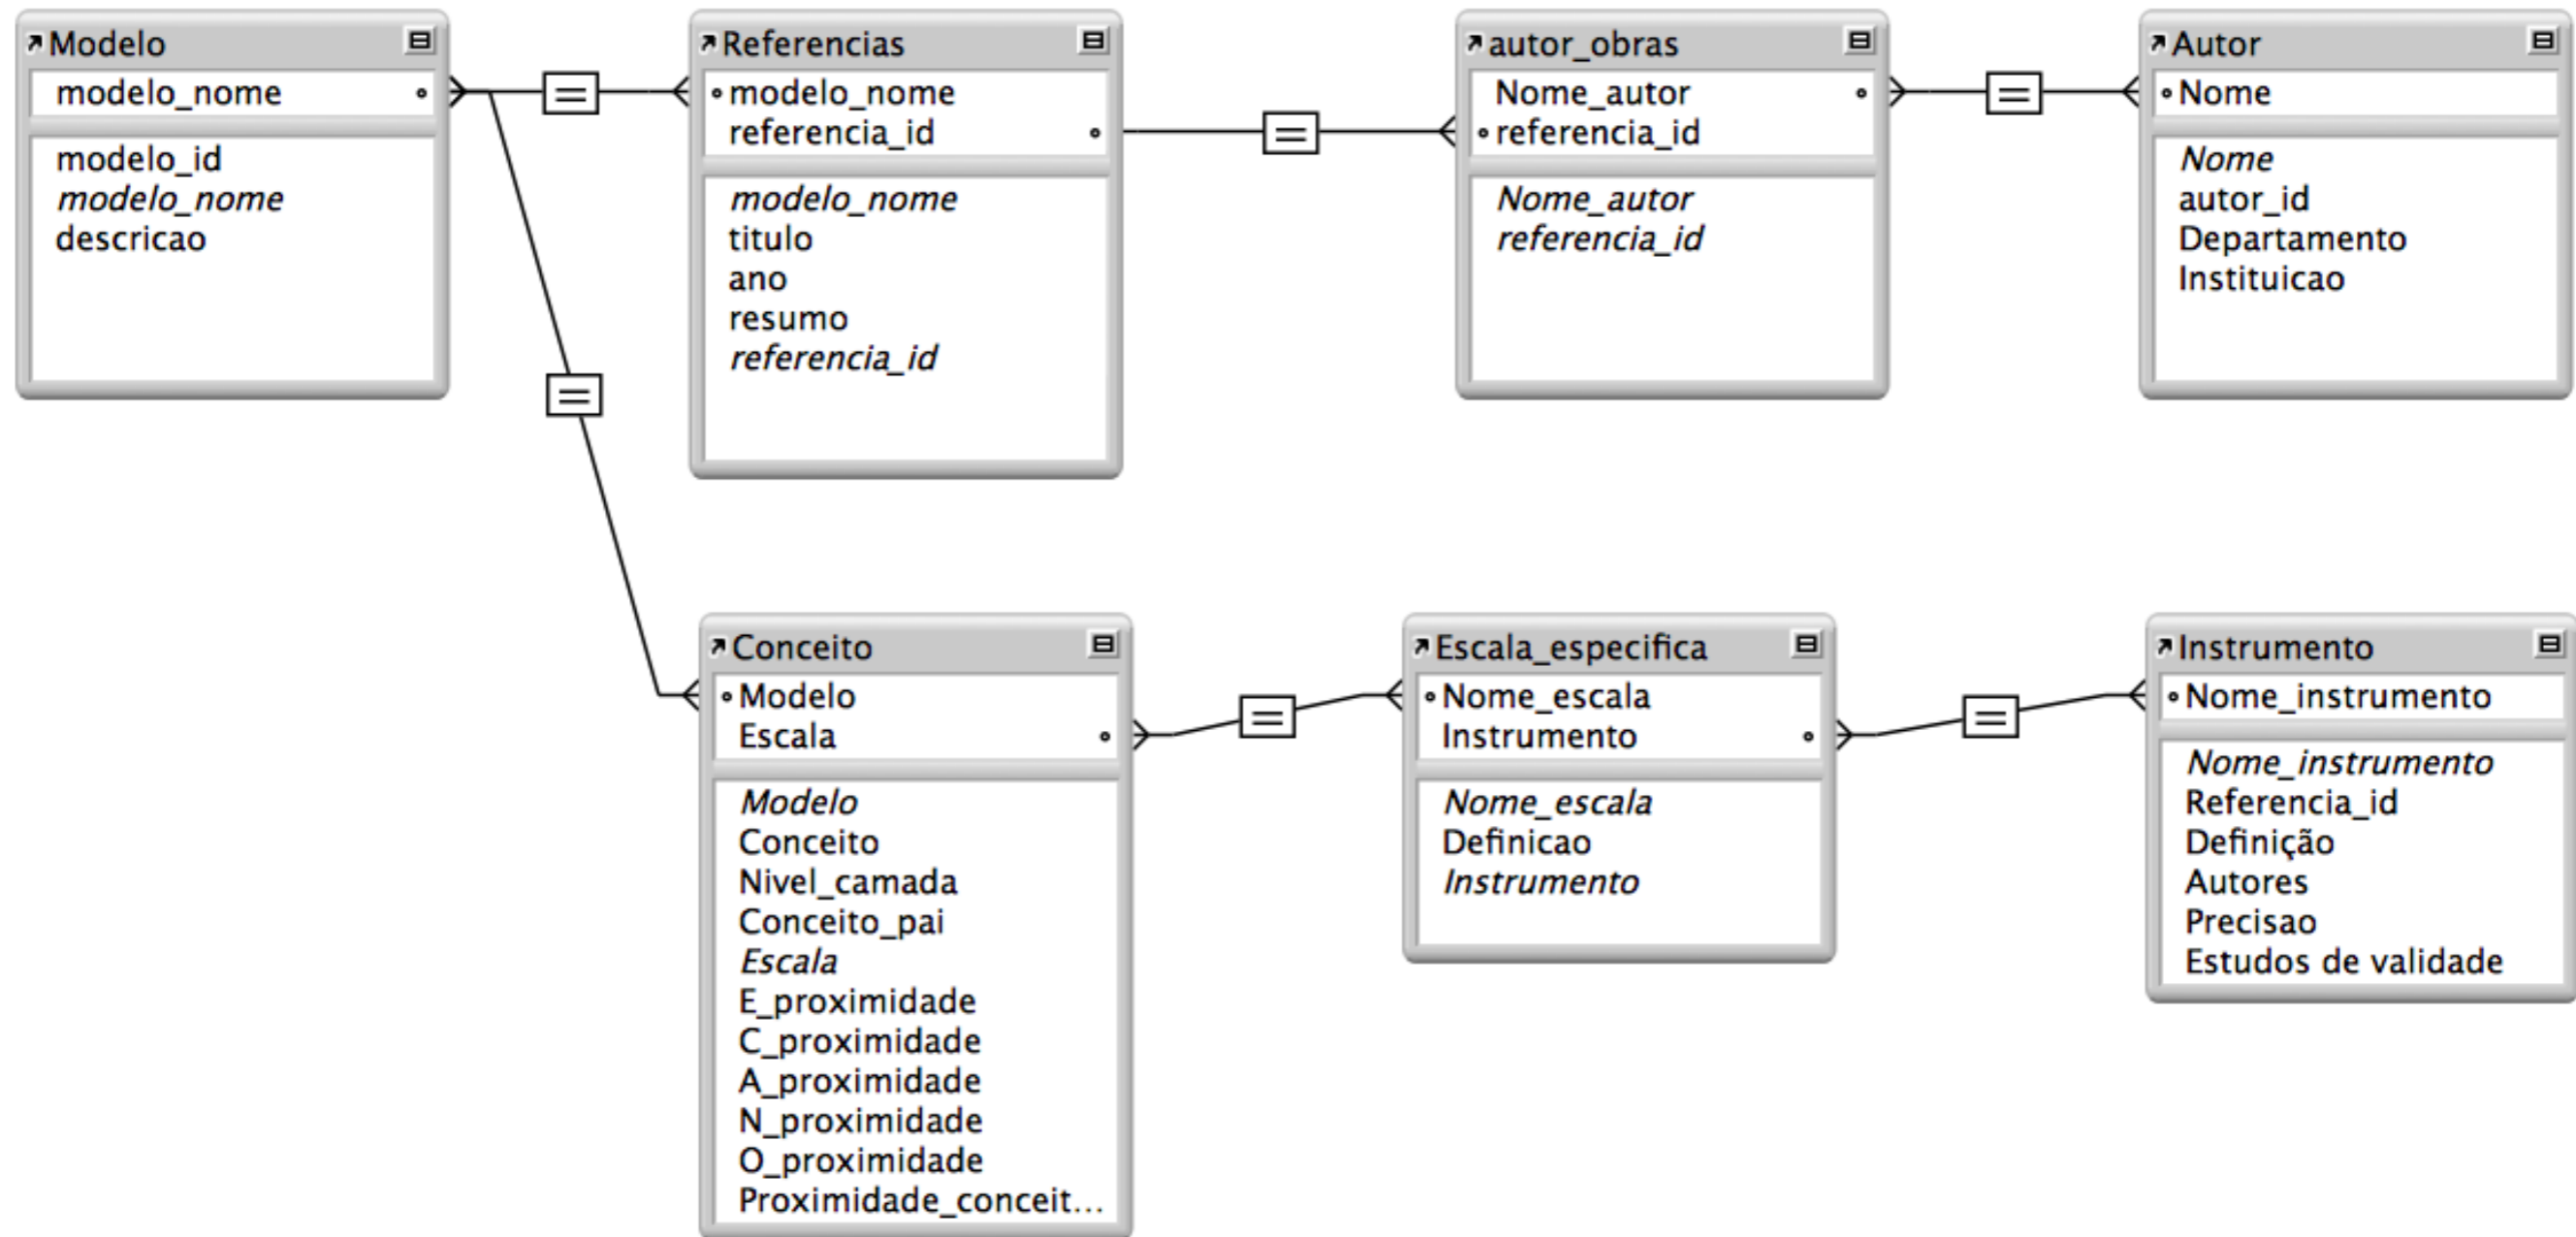 Modelo
modelo_nome
modelo_id
modelo_nome
descricao
Referencias
modelo_nome
referencia_id
modelo_nome
titulo
ano
resumo
referencia_id
autor_obras
Nome_autor
referencia_id
Nome_autor
referencia_id
Autor
Nome
Nome
autor_id
Departamento
Instituicao
Conceito
Modelo
Escala
Modelo
Conceito
Nivel_camada
Conceito_pai
Escala
E_proximidade
C_proximidade
A_proximidade
N_proximidade
O_proximidade
Proximidade_conceit...
Escala_especifica
Nome_escala
Instrumento
Nome_escala
Definicao
Instrumento
Instrumento
Nome_instrumento
Nome_instrumento
Referencia_id
Definição
Autores
Precisao
Estudos de validade